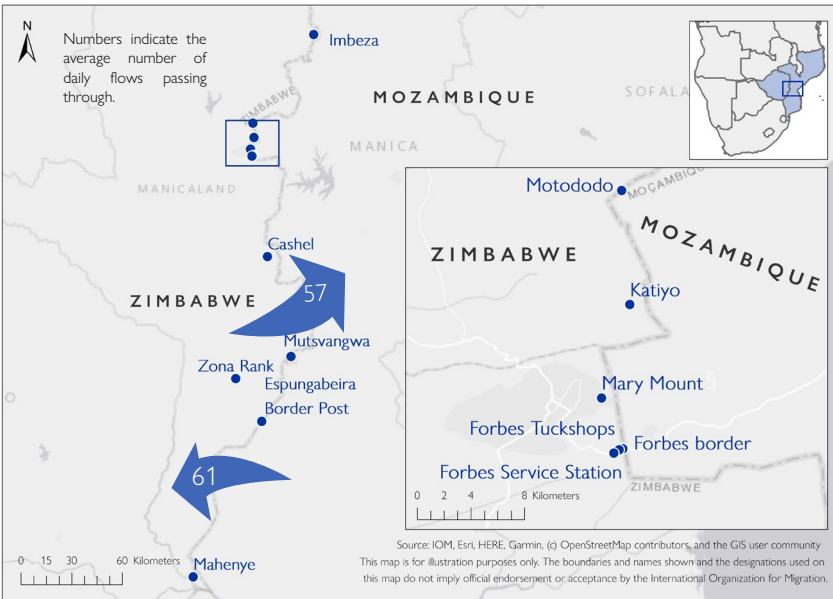 N
Numbers indicate the
average number of
daily flows passing
through.
Imbeza
ZIMBABWE
MOZAMBIQUE
SOFALA
MANICA
MANICALAND
Cashel
ZIMBABWE
57
Mutsvangwa
Zona Rank
Espungabeira
Border Post
61
Mahenye
0 15 30 60 Kilometers
Motododo
MOÇAMBIQU
ZIMBABWE
MOZAMBIQUE
Katiyo
Mary Mount 5
Forbes Tuckshops
Forbes border
Forbes Service Station
ZIMBABWE
0 2 4 8 Kilometers
Source: IOM, Esri, HERE, Garmin, (c) OpenStreetMap contributors, and the GIS user community
This map is for illustration purposes only. The boundaries and names shown and the designations used on
this map do not imply official endorsement or acceptance by the International Organization for Migration.